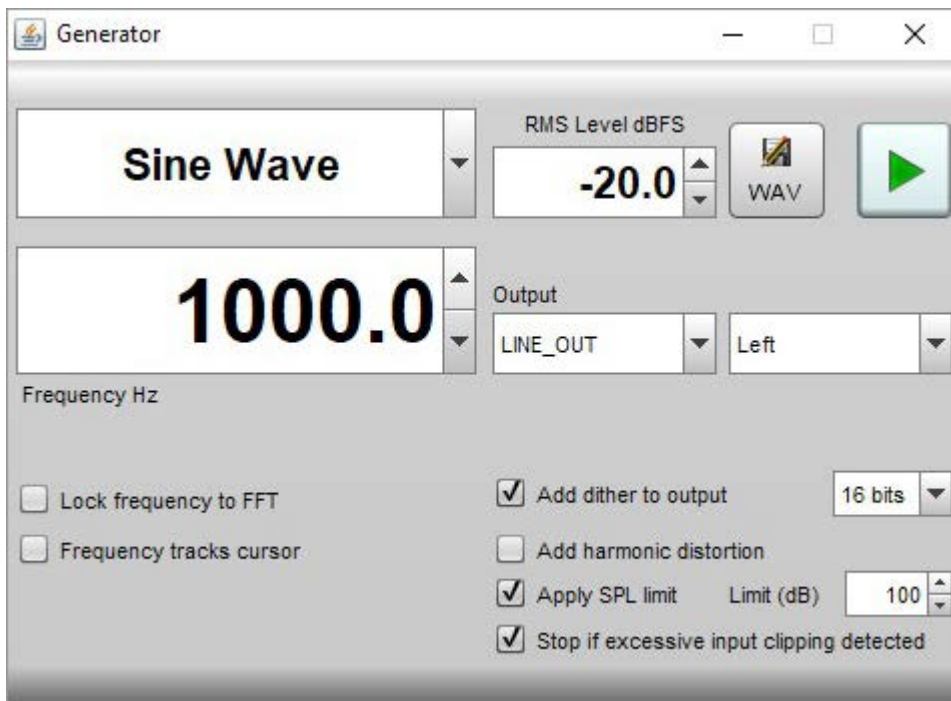 Generator
Sine Wave
RMS Level dBFS
-20.0
WAV
1000.0
Frequency Hz
Output
LINE_OUT
Left
Lock frequency to FFT
Frequency tracks cursor
Add dither to output
16 bits
Add harmonic distortion
Apply SPL limit
Limit (dB)
100
Stop if excessive input clipping detected